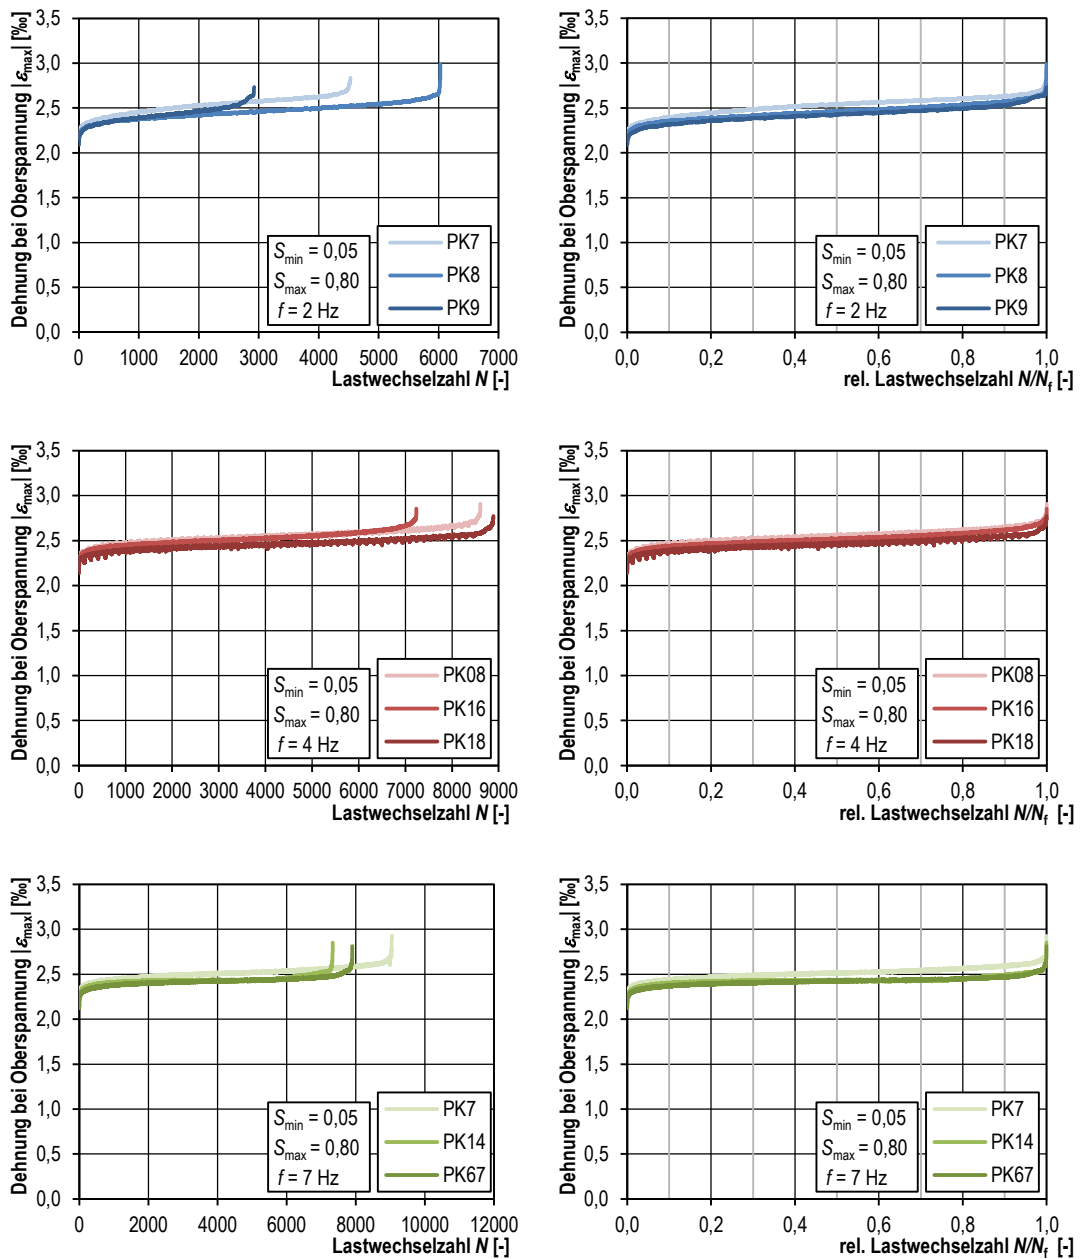 Dehnung bei Oberspannung |εmax| [‰]
3,5
3,0
2,5
2,0
1,5
1,0
0,5
0,0
0 1000 2000 3000 4000 5000 6000 7000
Lastwechselzahl N [-]
Smin = 0,05
Smax = 0,80
f = 2 Hz
PK7
PK8
PK9
Dehnung bei Oberspannung |εmax| [‰]
3,5
3,0
2,5
2,0
1,5
1,0
0,5
0,0
0,0 0,2 0,4 0,6 0,8 1,0
rel. Lastwechselzahl N/Nf [-]
Smin = 0,05
Smax = 0,80
f = 2 Hz
PK7
PK8
PK9
Dehnung bei Oberspannung |εmax| [‰]
3,5
3,0
2,5
2,0
1,5
1,0
0,5
0,0
0 1000 2000 3000 4000 5000 6000 7000 8000 9000
Lastwechselzahl N [-]
Smin = 0,05
Smax = 0,80
f = 4 Hz
PK08
PK16
PK18
Dehnung bei Oberspannung |εmax| [‰]
3,5
3,0
2,5
2,0
1,5
1,0
0,5
0,0
0,0 0,2 0,4 0,6 0,8 1,0
rel. Lastwechselzahl N/Nf [-]
Smin = 0,05
Smax = 0,80
f = 4 Hz
PK08
PK16
PK18
Dehnung bei Oberspannung |εmax| [‰]
3,5
3,0
2,5
2,0
1,5
1,0
0,5
0,0
0 2000 4000 6000 8000 10000 12000
Lastwechselzahl N [-]
Smin = 0,05
Smax = 0,80
f = 7 Hz
PK7
PK14
PK67
Dehnung bei Oberspannung |εmax| [‰]
3,5
3,0
2,5
2,0
1,5
1,0
0,5
0,0
0,0 0,2 0,4 0,6 0,8 1,0
rel. Lastwechselzahl N/Nf [-]
Smin = 0,05
Smax = 0,80
f = 7 Hz
PK7
PK14
PK67